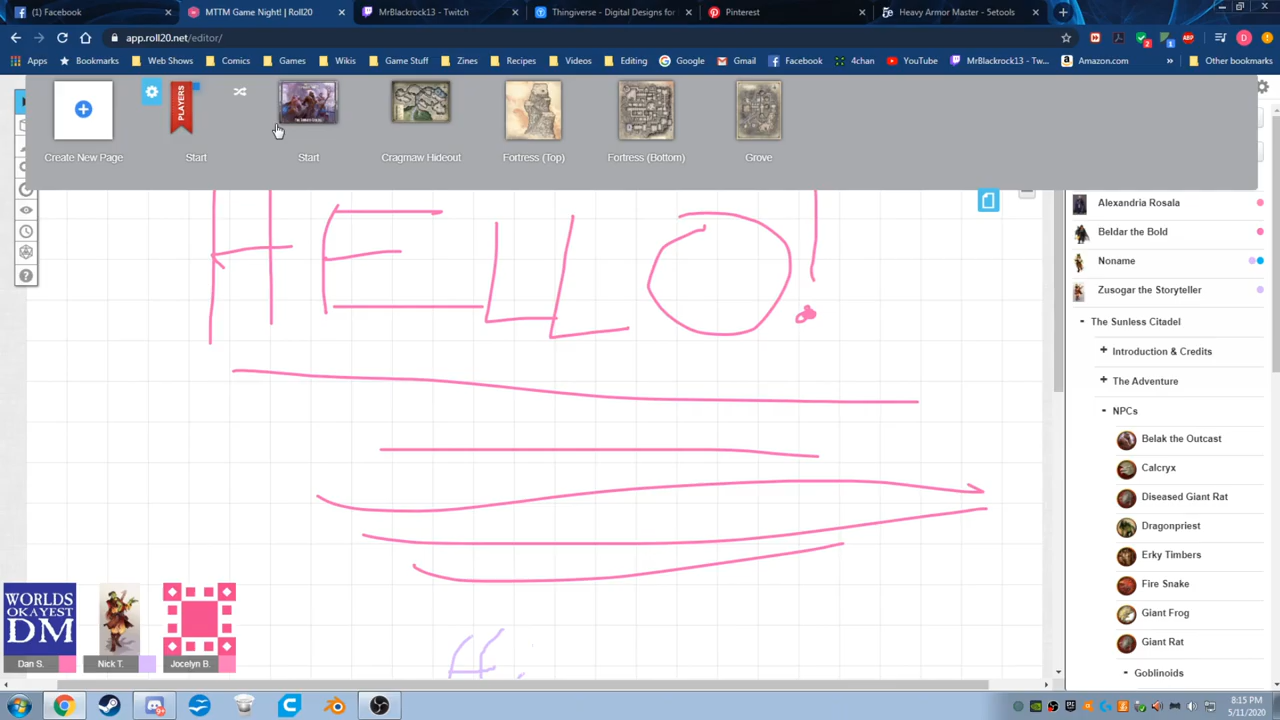 Facebook
MTTM Game Night! | Roll20
MrBlackrock13 - Twitch
Thingiverse - Digital Designs for
Pinterest
Heavy Armor Master - 5etools
app.roll20.net/editor/
Apps
Bookmarks
Web Shows
Comics
Games
Wikis
Game Stuff
Zines
Recipes
Videos
Editing
Google
Gmail
Facebook
4chan
YouTube
MrBlackrock13 - Tw...
Amazon.com
Other bookmarks
PLAYERS
Create New Page
Start
Start
Cragmaw Hideout
Fortress (Top)
Fortress (Bottom)
Grove
HELLO!
Alexandria Rosala
Beldar the Bold
Noname
Zusogar the Storyteller
The Sunless Citadel
Introduction & Credits
The Adventure
NPCs
Belak the Outcast
Calcryx
Diseased Giant Rat
Dragonpriest
Erky Timbers
Fire Snake
Giant Frog
Giant Rat
Goblinoids
WORLDS
OKAYEST
DM
Dan S.
Nick T.
Jocelyn B.
8:15 PM
5/11/2020